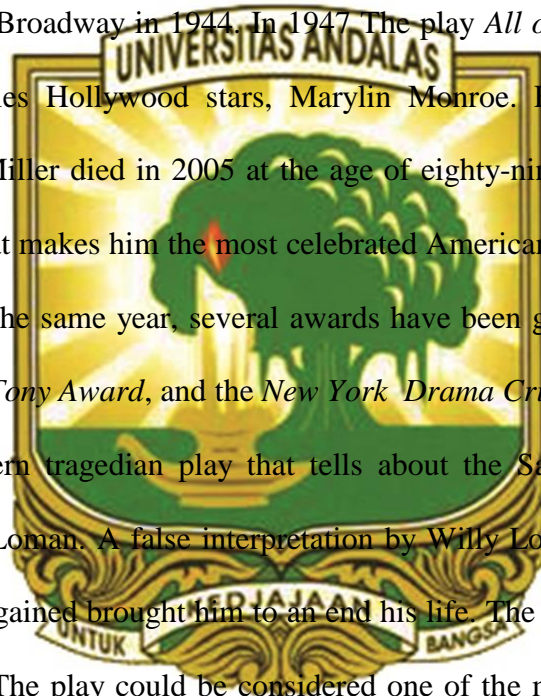 Broadway in 1944. In 1947 The play All o
UNIVERSITAS ANDALAS
es Hollywood stars, Marylin Monroe. I
Miller died in 2005 at the age of eighty-nin
at makes him the most celebrated American
he same year, several awards have been g
Tony Award, and the New York Drama Cri
ern tragedian play that tells about the Sa
Loman. A false interpretation by Willy Lo
gained brought him to an end his life. The
KEDJAJAAN
UNTUK BANGSA
The play could be considered one of the m